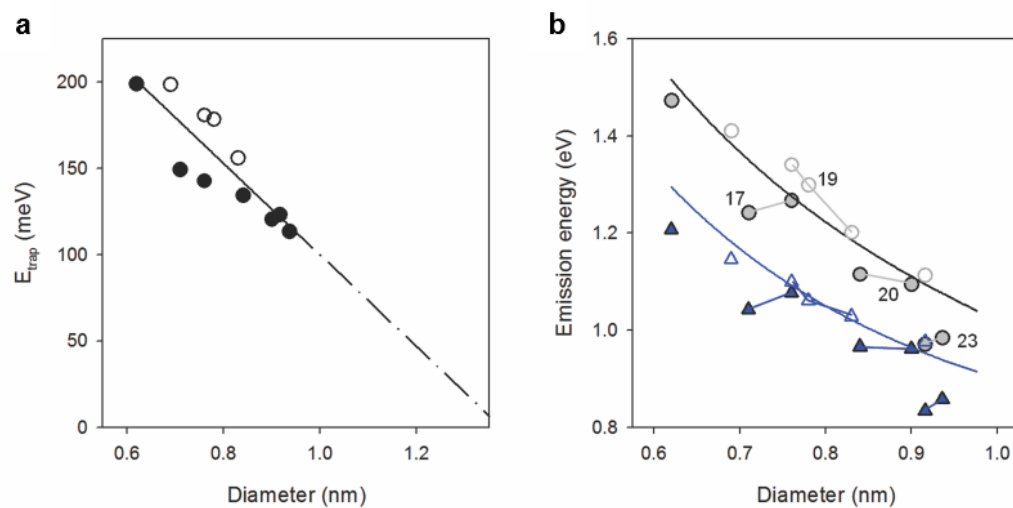 a
E_trap (meV)
200
150
100
50
0
0.6 0.8 1.0 1.2
Diameter (nm)
b
Emission energy (eV)
1.6
1.4
1.2
1.0
0.8
19
17
20
23
0.6 0.7 0.8 0.9 1.0
Diameter (nm)